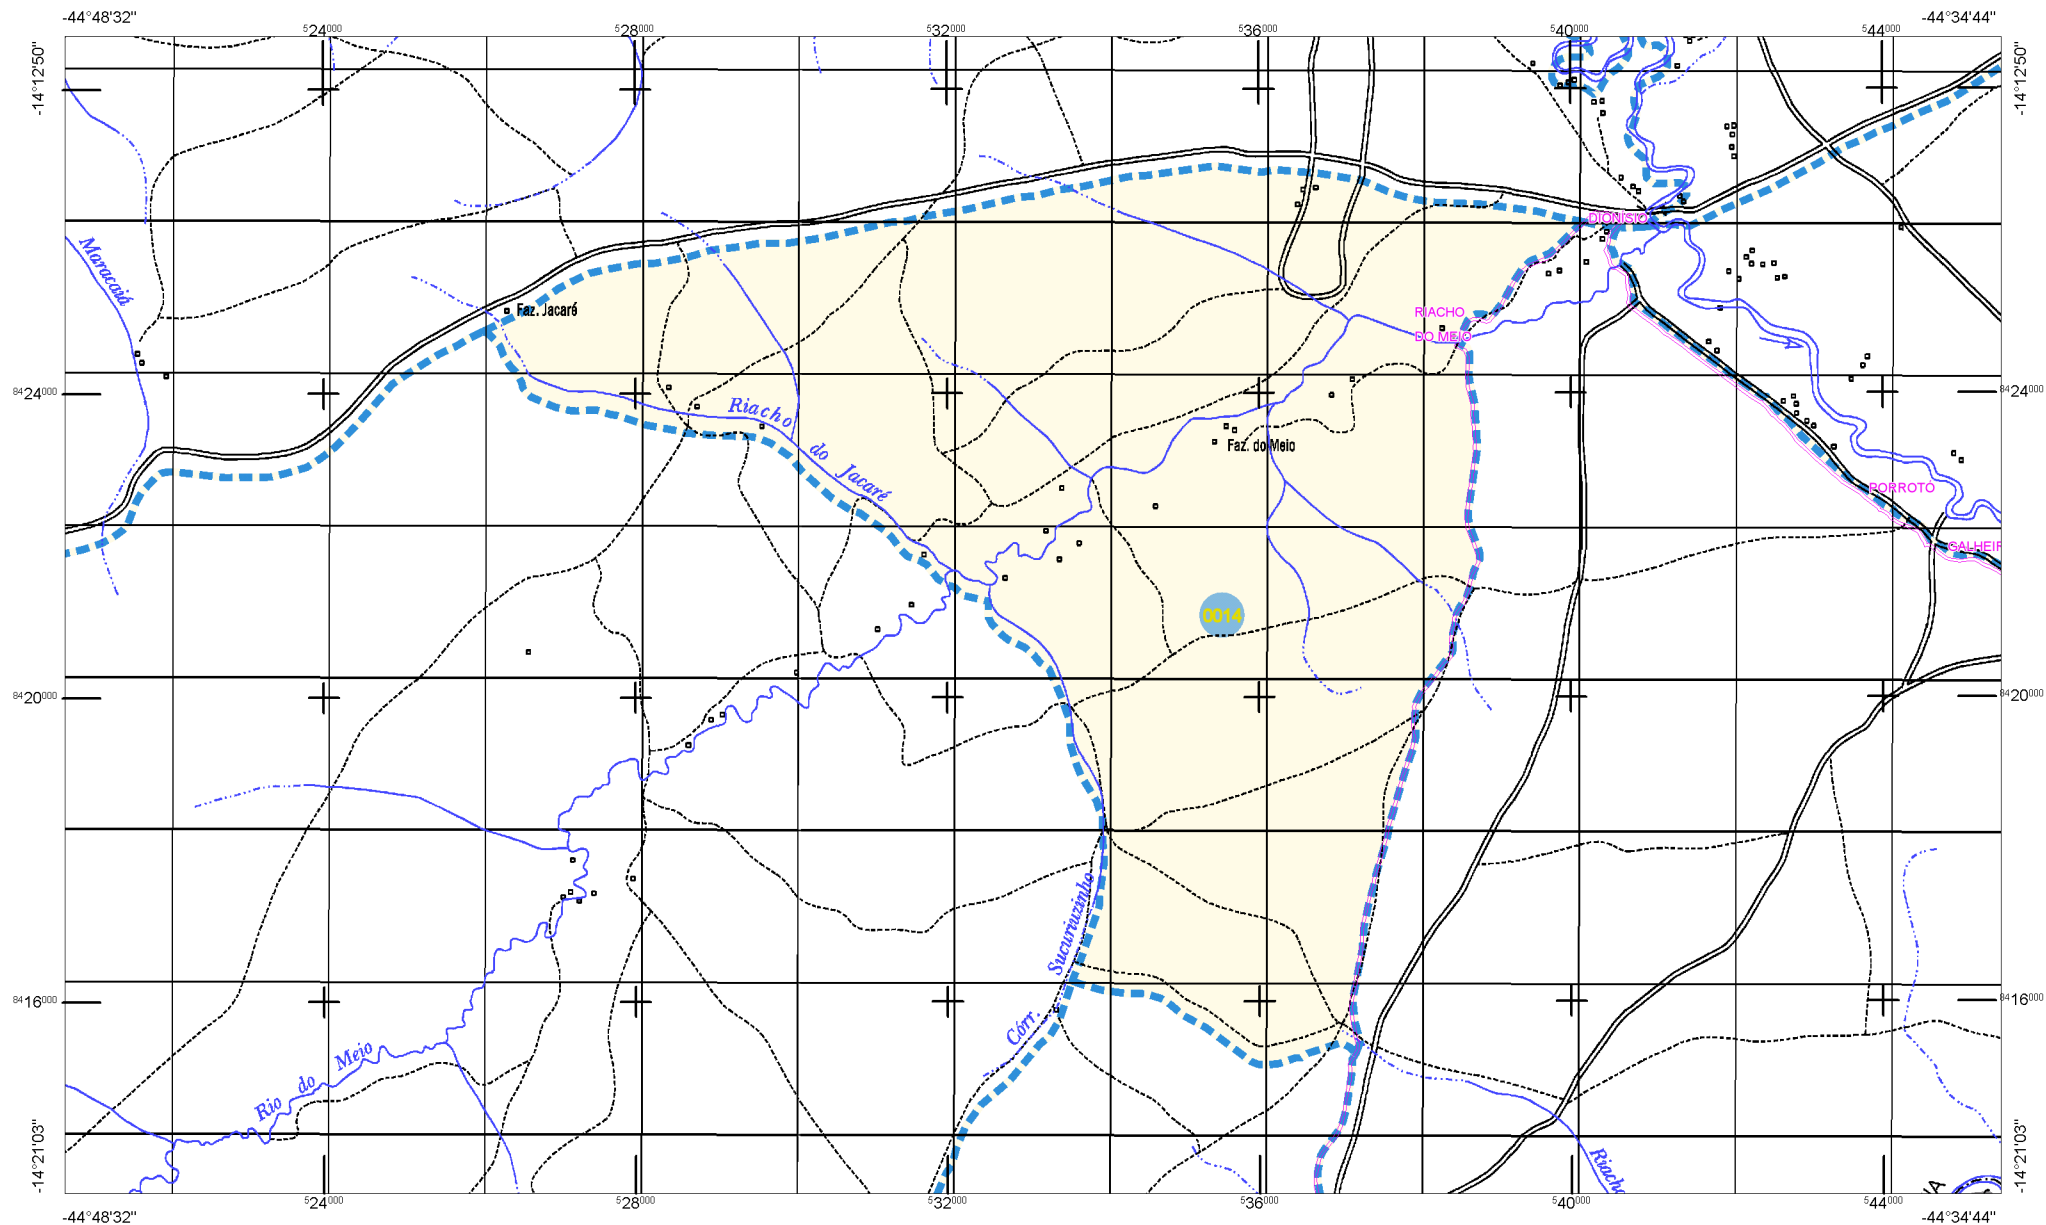 -44°48'32"
524000
528000
532000
536000
540000
544000
-44°34'44"
-14°12'50"
-14°12'50"
DIONISIO
Maracaiá
Faz. Jacaré
RIACHO
DO MEIO
8424000
8424000
Riacho
do Jacaré
Faz. do Meio
PORROTÓ
GALHEIR
0014
8420000
8420000
Sucuriuzinho
Córr.
8416000
8416000
Rio do Meio
Riacho
-14°21'03"
-14°21'03"
-44°48'32"
524000
528000
532000
536000
540000
544000
-44°34'44"